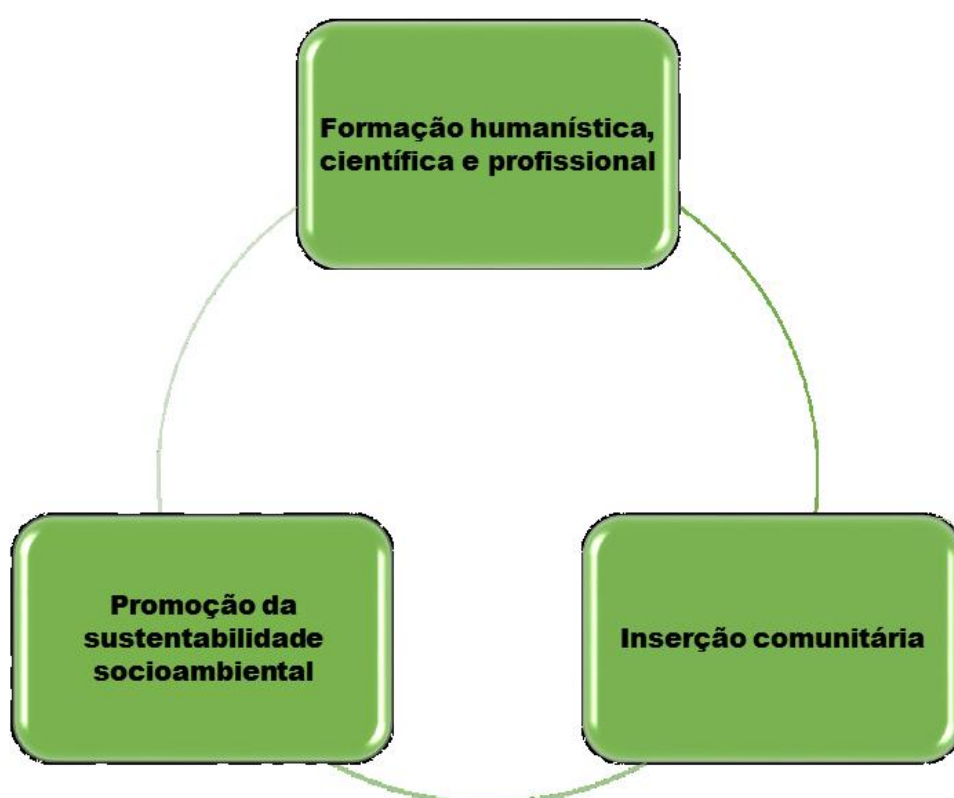 Formação humanística,
científica e profissional
Promoção da
sustentabilidade
socioambiental
Inserção comunitária